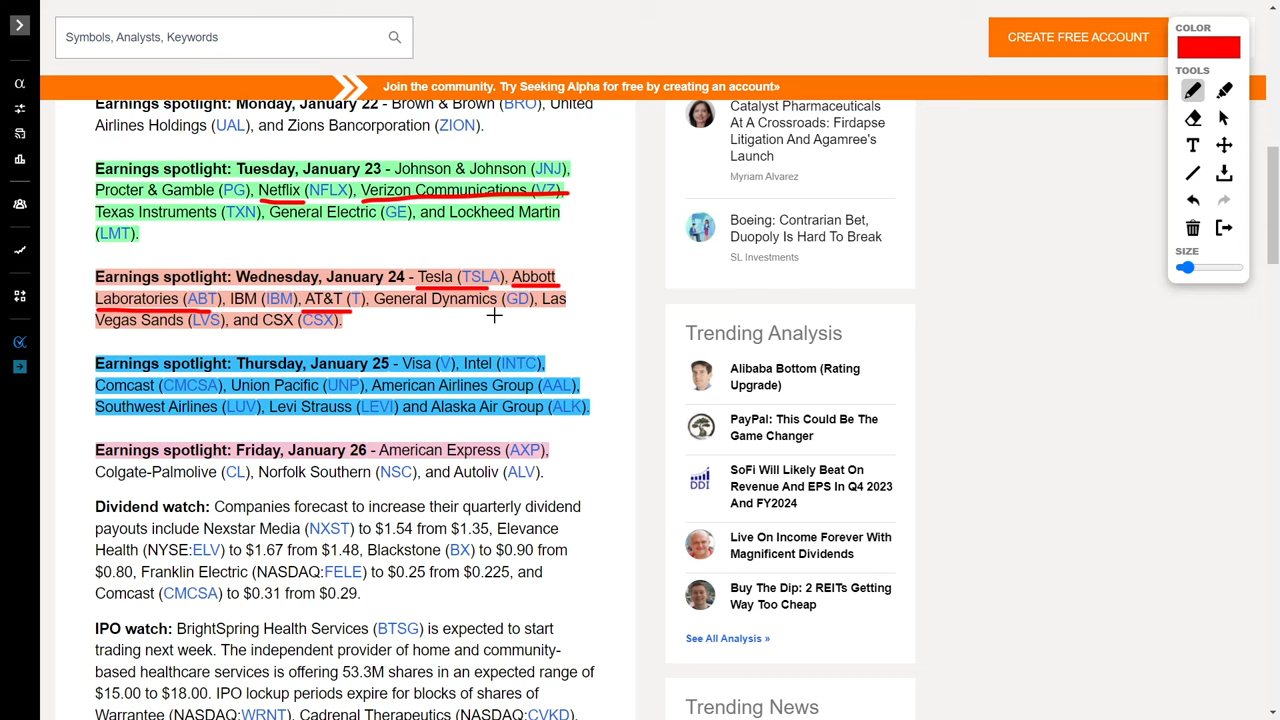 Symbols, Analysts, Keywords
CREATE FREE ACCOUNT
Join the community. Try Seeking Alpha for free by creating an account»
Earnings spotlight: Monday, January 22 - Brown & Brown (BRO), United
Airlines Holdings (UAL), and Zions Bancorporation (ZION).
Earnings spotlight: Tuesday, January 23 - Johnson & Johnson (JNJ),
Procter & Gamble (PG), Netflix (NFLX), Verizon Communications (VZ),
Texas Instruments (TXN), General Electric (GE), and Lockheed Martin
(LMT).
Earnings spotlight: Wednesday, January 24 - Tesla (TSLA), Abbott
Laboratories (ABT), IBM (IBM), AT&T (T), General Dynamics (GD), Las
Vegas Sands (LVS), and CSX (CSX).
Earnings spotlight: Thursday, January 25 - Visa (V), Intel (INTC),
Comcast (CMCSA), Union Pacific (UNP), American Airlines Group (AAL),
Southwest Airlines (LUV), Levi Strauss (LEVI) and Alaska Air Group (ALK).
Earnings spotlight: Friday, January 26 - American Express (AXP),
Colgate-Palmolive (CL), Norfolk Southern (NSC), and Autoliv (ALV).
Dividend watch: Companies forecast to increase their quarterly dividend
payouts include Nexstar Media (NXST) to $1.54 from $1.35, Elevance
Health (NYSE:ELV) to $1.67 from $1.48, Blackstone (BX) to $0.90 from
$0.80, Franklin Electric (NASDAQ:FELE) to $0.25 from $0.225, and
Comcast (CMCSA) to $0.31 from $0.29.
IPO watch: BrightSpring Health Services (BTSG) is expected to start
trading next week. The independent provider of home and community-
based healthcare services is offering 53.3M shares in an expected range of
$15.00 to $18.00. IPO lockup periods expire for blocks of shares of
Warrantee (NASDAQ:WRNT), Cadrenal Therapeutics (NASDAQ:CVKD),
Catalyst Pharmaceuticals
At A Crossroads: Firdapse
Litigation And Agamree's
Launch
Myriam Alvarez
Boeing: Contrarian Bet,
Duopoly Is Hard To Break
SL Investments
Trending Analysis
Alibaba Bottom (Rating
Upgrade)
PayPal: This Could Be The
Game Changer
DDI
SoFi Will Likely Beat On
Revenue And EPS In Q4 2023
And FY2024
Live On Income Forever With
Magnificent Dividends
Buy The Dip: 2 REITs Getting
Way Too Cheap
See All Analysis »
Trending News
COLOR
TOOLS
T
SIZE